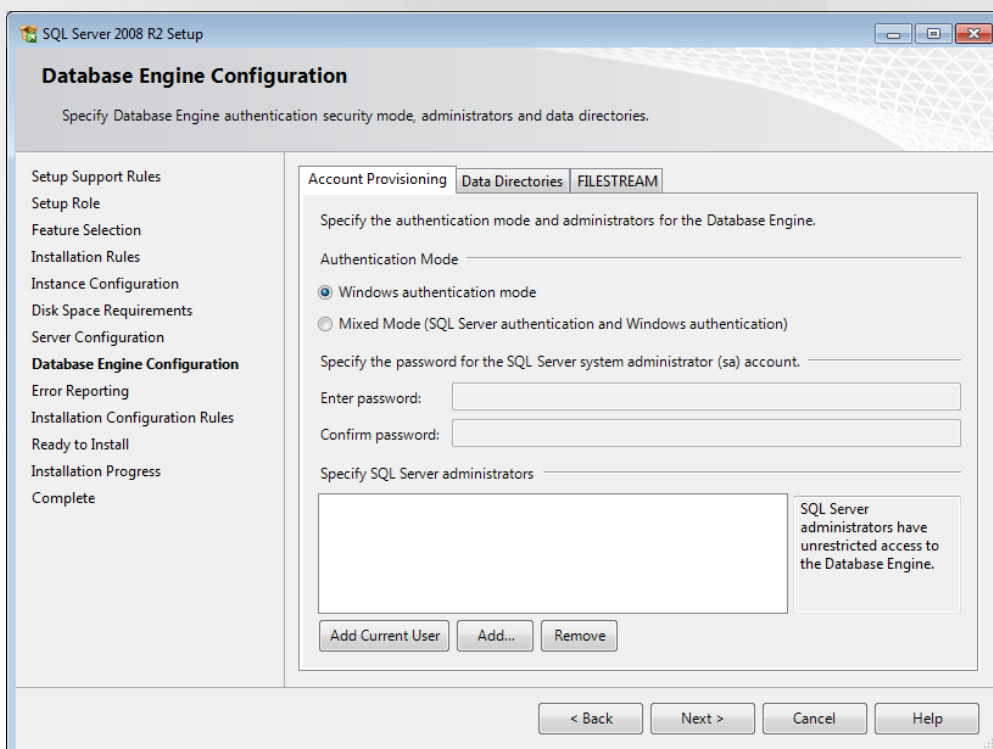 SQL Server 2008 R2 Setup
Database Engine Configuration
Specify Database Engine authentication security mode, administrators and data directories.
Setup Support Rules
Setup Role
Feature Selection
Installation Rules
Instance Configuration
Disk Space Requirements
Server Configuration
Database Engine Configuration
Error Reporting
Installation Configuration Rules
Ready to Install
Installation Progress
Complete
Account Provisioning Data Directories FILESTREAM
Specify the authentication mode and administrators for the Database Engine.
Authentication Mode
Windows authentication mode
Mixed Mode (SQL Server authentication and Windows authentication)
Specify the password for the SQL Server system administrator (sa) account.
Enter password:
Confirm password:
Specify SQL Server administrators
SQL Server
administrators have
unrestricted access to
the Database Engine.
Add Current User Add... Remove
< Back Next > Cancel Help